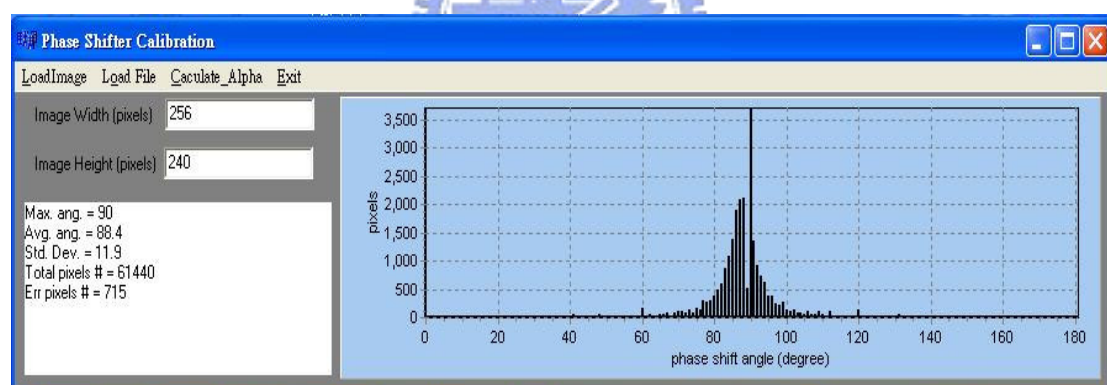 Phase Shifter Calibration
LoadImage Load File Caculate_Alpha Exit
Image Width (pixels) 256
Image Height (pixels) 240
Max. ang. = 90
Avg. ang. = 88.4
Std. Dev. = 11.9
Total pixels # = 61440
Err pixels # = 715
pixels
3,500
3,000
2,500
2,000
1,500
1,000
500
0
0 20 40 60 80 100 120 140 160 180
phase shift angle (degree)